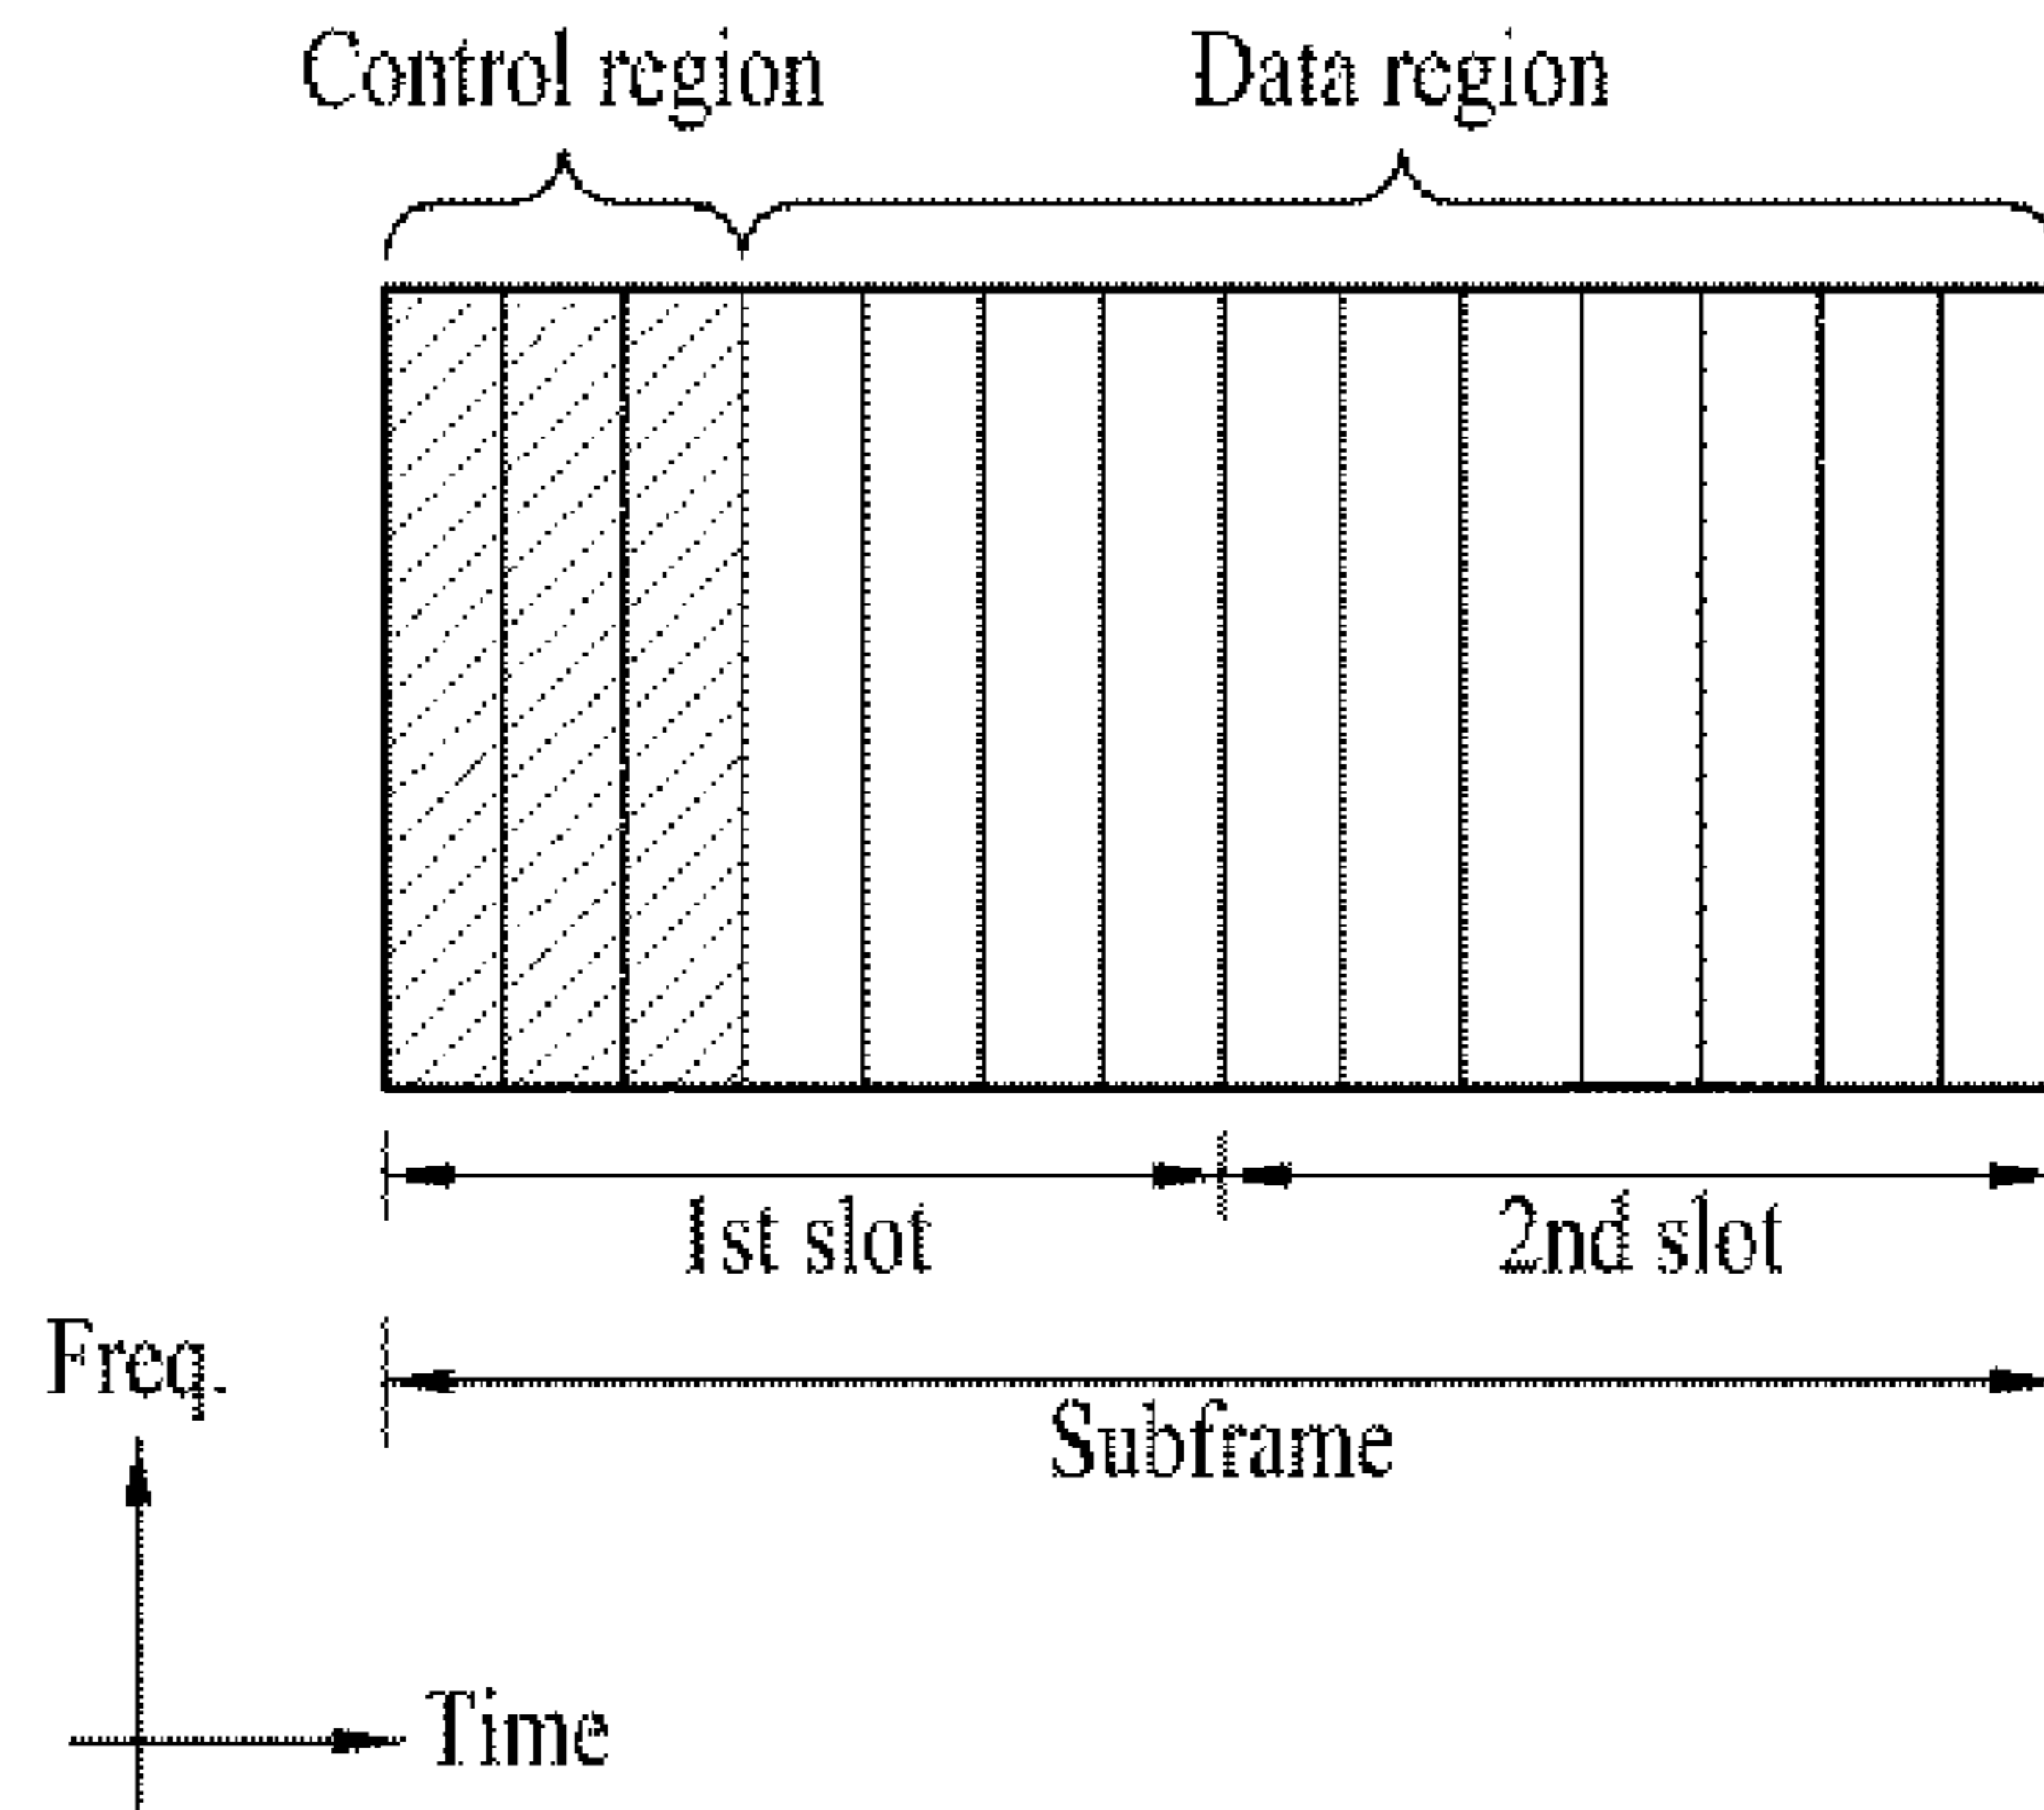 Control region
Data region
1st slot
2nd slot
Freq.
Subframe
Time